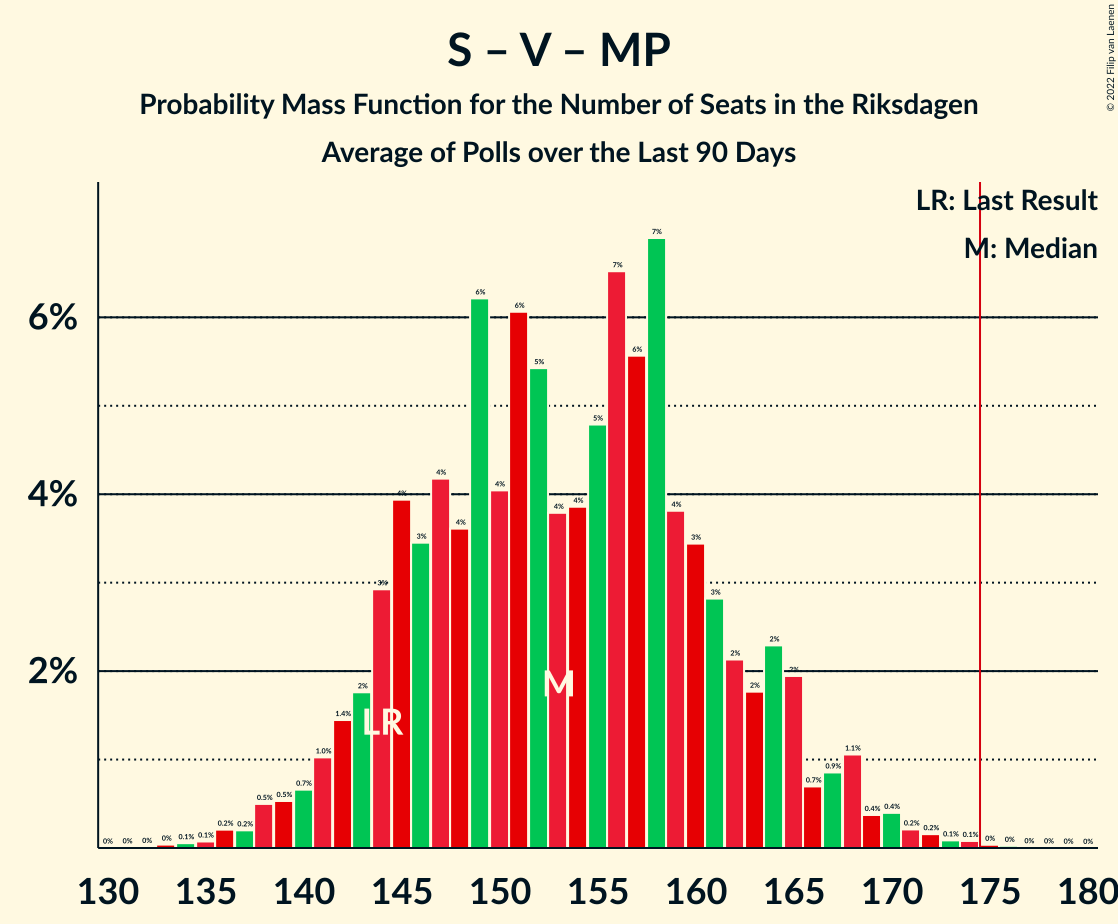 S – V – MP
Probability Mass Function for the Number of Seats in the Riksdagen
Average of Polls over the Last 90 Days
© 2022 Filip van Laenen
LR: Last Result
M: Median
6%
4%
2%
0% 0% 0% 0% 0.1% 0.1% 0.2% 0.2% 0.5% 0.5% 0.7% 1.0% 1.4% 2% 3% 4% 3% 4% 4% 6% 4% 6% 5% 4% 4% 5% 7% 6% 7% 4% 3% 3% 2% 2% 2% 2% 0.7% 0.9% 1.1% 0.4% 0.4% 0.2% 0.2% 0.1% 0.1% 0% 0% 0% 0% 0% 0%
LR
M
130 135 140 145 150 155 160 165 170 175 180